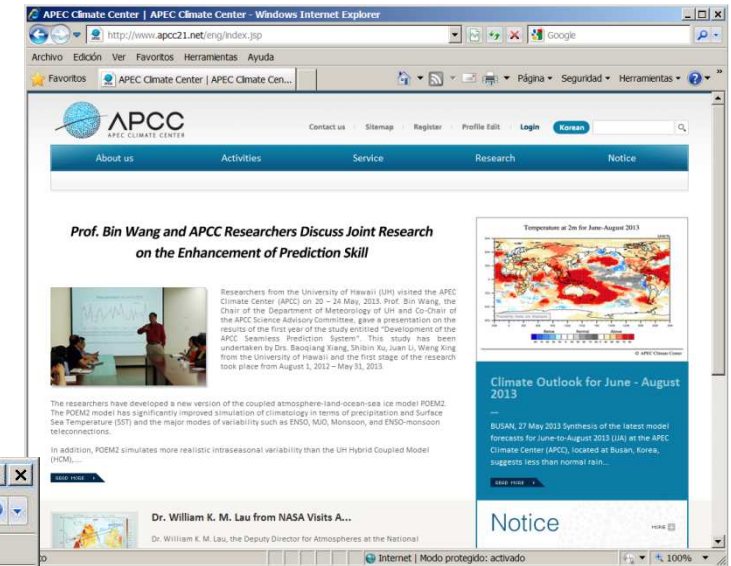 APEC Climate Center | APEC Climate Center - Windows Internet Explorer
http://www.apcc21.net/eng/index.jsp
Google
Archivo Edición Ver Favoritos Herramientas Ayuda
Favoritos APEC Climate Center | APEC Climate Cen...
Página Seguridad Herramientas
APCC
APEC CLIMATE CENTER
Contact us Sitemap Register Profile Edit Login Korean
About us Activities Service Research Notice
Prof. Bin Wang and APCC Researchers Discuss Joint Research
on the Enhancement of Prediction Skill
Researchers from the University of Hawaii (UH) visited the APEC
Climate Center (APCC) on 20 – 24 May, 2013. Prof. Bin Wang, the
Chair of the Department of Meteorology of UH and Co-Chair of
the APCC Science Advisory Committee, gave a presentation on the
results of the first year of the study entitled "Development of the
APCC Seamless Prediction System". This study has been
undertaken by Drs. Baoqiang Xiang, Shibin Xu, Juan Li, Weng Xing
from the University of Hawaii and the first stage of the research
took place from August 1, 2012 – May 31, 2013.
The researchers have developed a new version of the coupled atmosphere-land-ocean-sea ice model POEM2.
The POEM2 model has significantly improved simulation of climatology in terms of precipitation and Surface
Sea Temperature (SST) and the major modes of variability such as ENSO, MJO, Monsoon, and ENSO-monsoon
teleconnections.
In addition, POEM2 simulates more realistic intraseasonal variability than the UH Hybrid Coupled Model
(HCM),....
READ MORE
Temperature at 2m for June-August 2013
© APEC Climate Center
Climate Outlook for June - August
2013
BUSAN, 27 May 2013 Synthesis of the latest model
forecasts for June-to-August 2013 (JJA) at the APEC
Climate Center (APCC), located at Busan, Korea,
suggests less than normal rain...
READ MORE
Dr. William K. M. Lau from NASA Visits A...
Dr. William K. M. Lau, the Deputy Director for Atmospheres at the National
Notice
MORE
Internet | Modo protegido: activado
100%